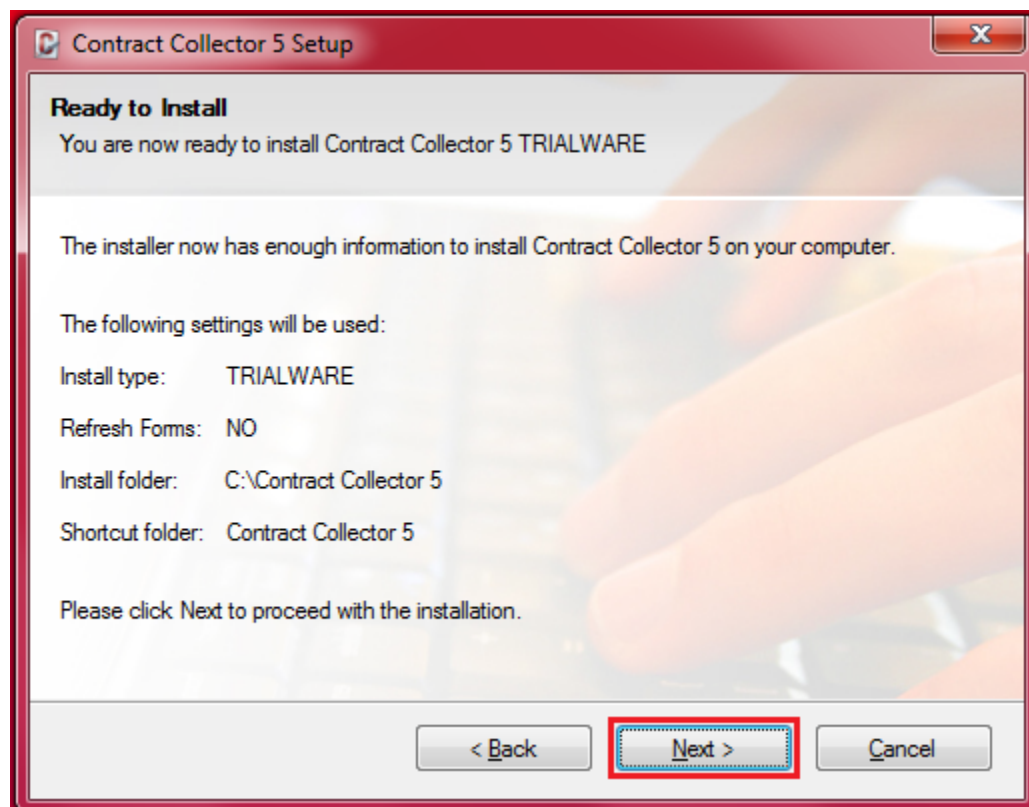 Contract Collector 5 Setup
Ready to Install
You are now ready to install Contract Collector 5 TRIALWARE
The installer now has enough information to install Contract Collector 5 on your computer.
The following settings will be used:
Install type: TRIALWARE
Refresh Forms: NO
Install folder: C:\Contract Collector 5
Shortcut folder: Contract Collector 5
Please click Next to proceed with the installation.
< Back Next > Cancel